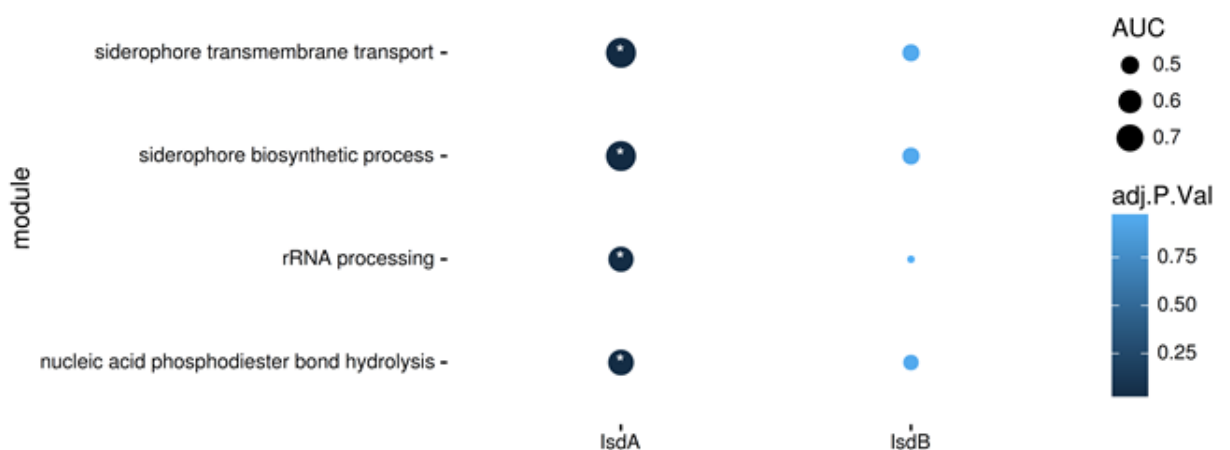 siderophore transmembrane transport
siderophore biosynthetic process
rRNA processing
nucleic acid phosphodiester bond hydrolysis
module
*
*
*
*
IsdA
IsdB
AUC
0.5
0.6
0.7
adj.P.Val
0.75
0.50
0.25